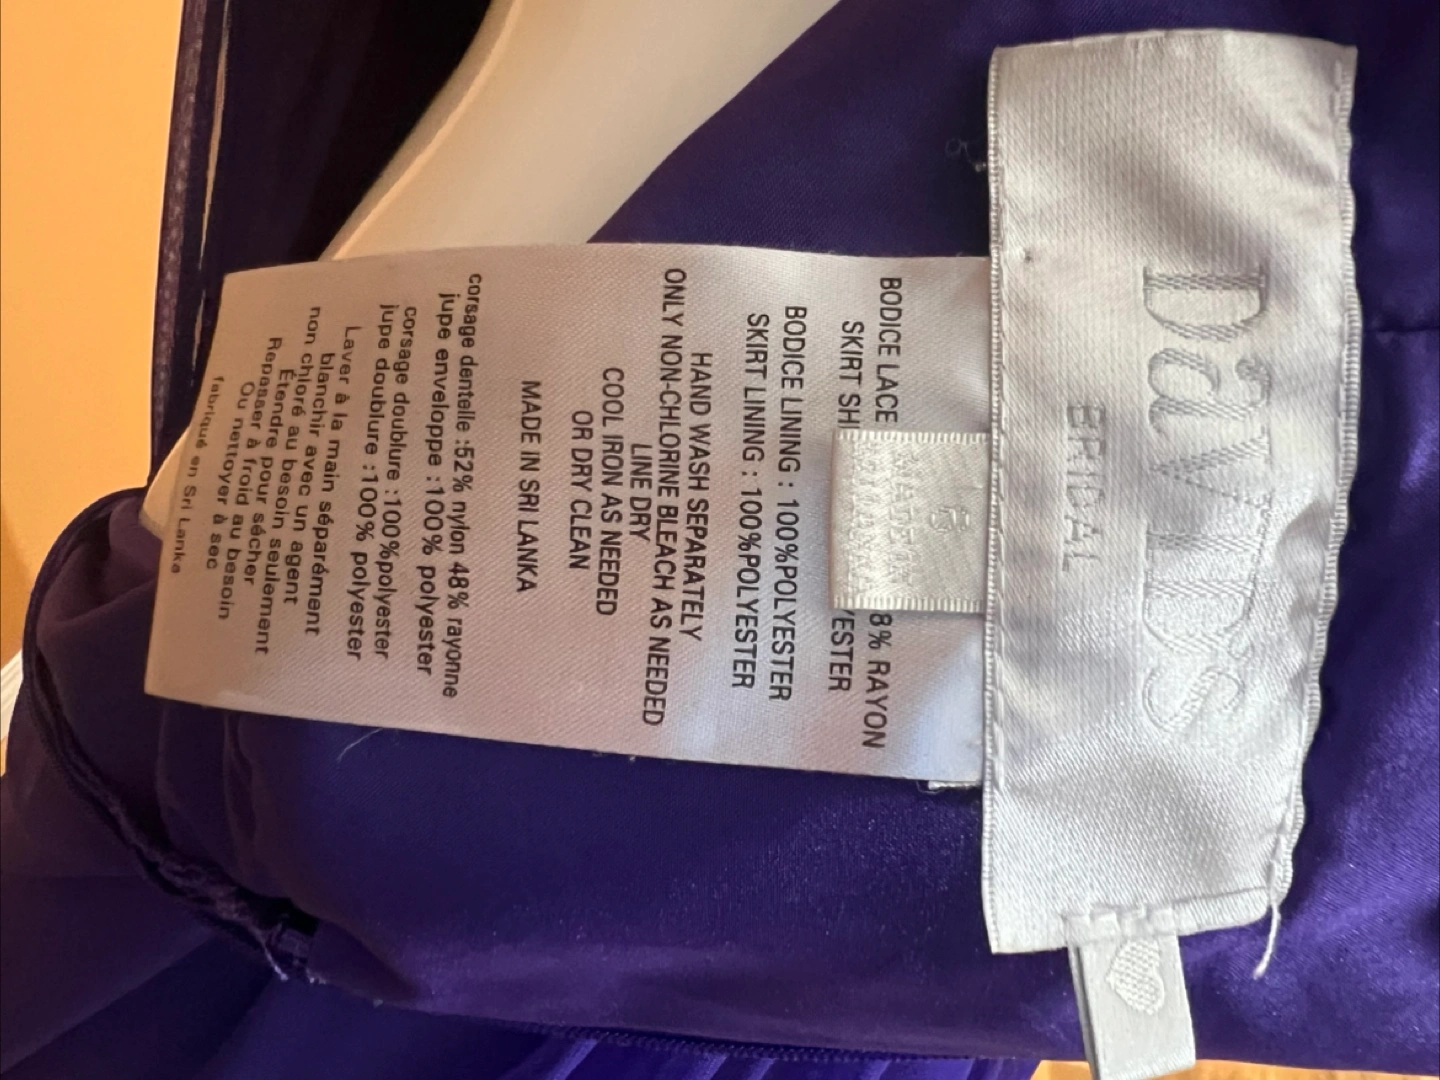 DAVID'S
BRIDAL
6
MADE IN
BODICE LACE
8% RAYON
SKIRT SH
YESTER
BODICE LINING : 100%POLYESTER
SKIRT LINING : 100%POLYESTER
HAND WASH SEPARATELY
ONLY NON-CHLORINE BLEACH AS NEEDED
LINE DRY
COOL IRON AS NEEDED
OR DRY CLEAN
MADE IN SRI LANKA
corsage dentelle :52% nylon 48% rayonne
jupe enveloppe :100% polyester
corsage doublure :100%polyester
jupe doublure :100% polyester
Laver à la main séparément
blanchir avec un agent
non chloré au besoin seulement
Étendre pour sécher
Repasser à froid au besoin
Ou nettoyer à sec
fabriqué en Sri Lanka